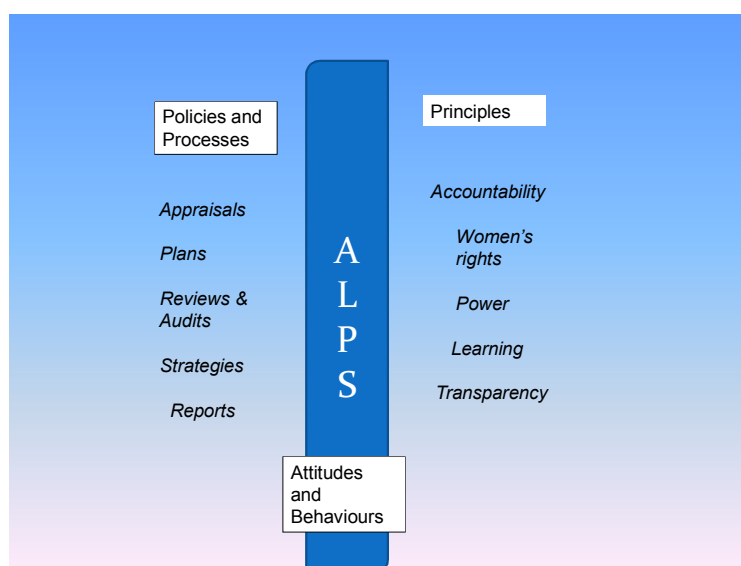 Policies and
Processes
Appraisals
Plans
Reviews &
Audits
Strategies
Reports
A
L
P
S
Attitudes
and
Behaviours
Principles
Accountability
Women’s
rights
Power
Learning
Transparency